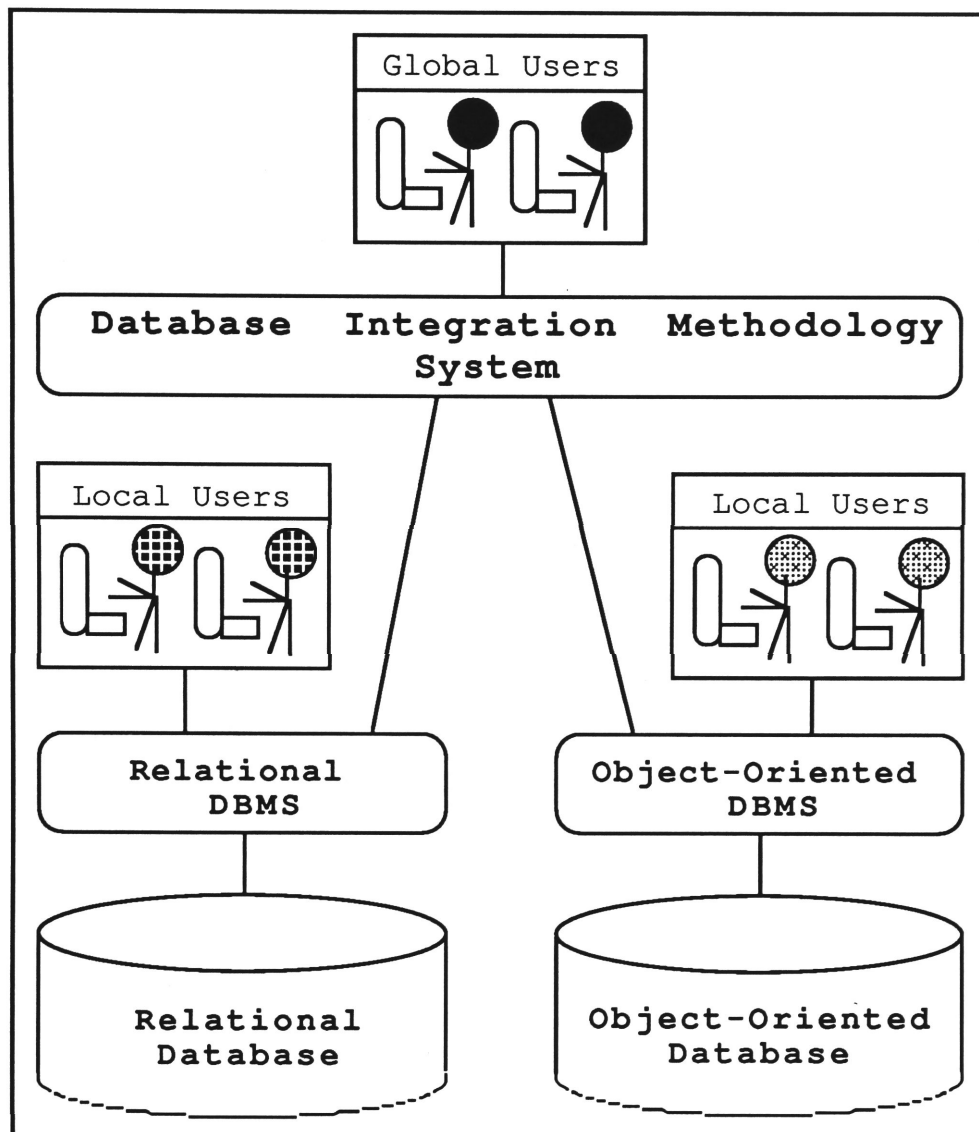 Global Users
Database Integration Methodology
System
Local Users
Local Users
Relational
DBMS
Object-Oriented
DBMS
Relational
Database
Object-Oriented
Database